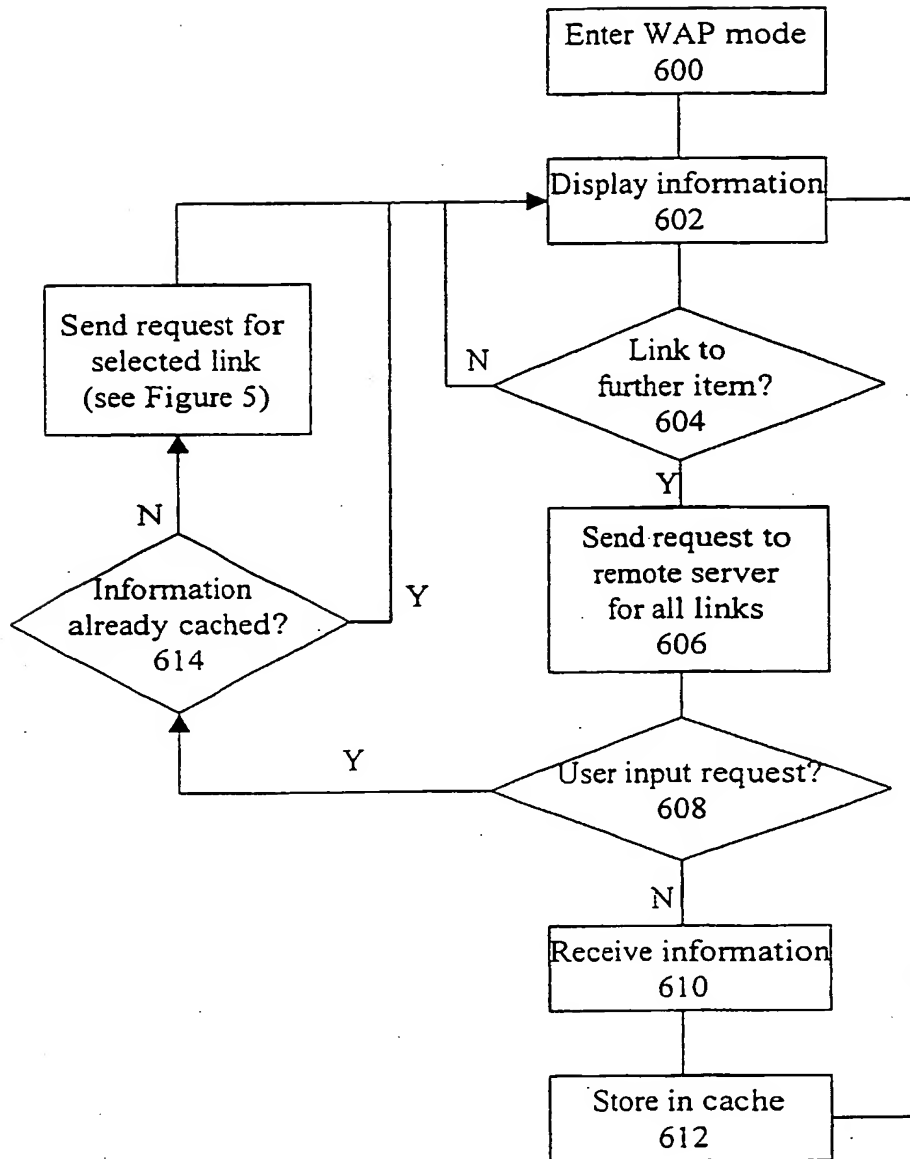 Enter WAP mode
600
Display information
602
Send request for
selected link
(see Figure 5)
N
Link to
further item?
604
Y
N
Send request to
remote server
for all links
606
Information
already cached?
614
Y
Y
User input request?
608
N
Receive information
610
Store in cache
612